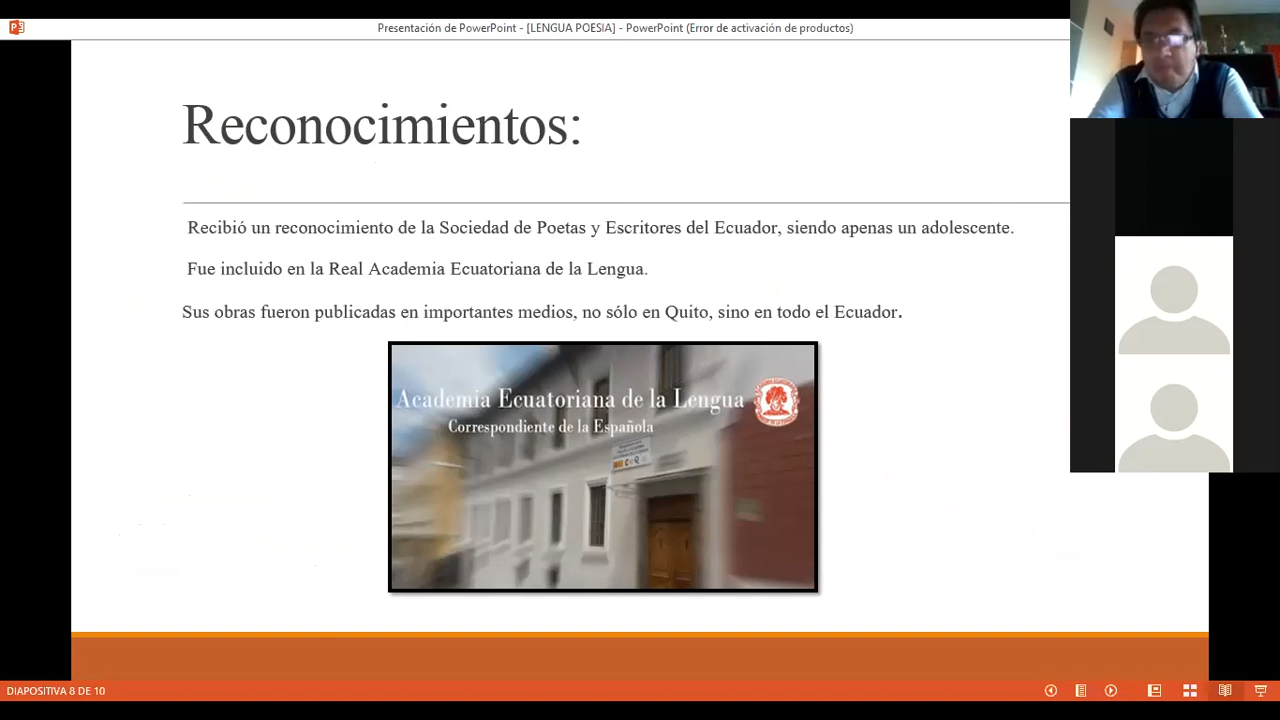 Presentación de PowerPoint - [LENGUA POESIA] - PowerPoint (Error de activación de productos)
Reconocimientos:
Recibió un reconocimiento de la Sociedad de Poetas y Escritores del Ecuador, siendo apenas un adolescente.
Fue incluido en la Real Academia Ecuatoriana de la Lengua.
Sus obras fueron publicadas en importantes medios, no sólo en Quito, sino en todo el Ecuador.
Academia Ecuatoriana de la Lengua
Correspondiente de la Española
DIAPOSITIVA 8 DE 10